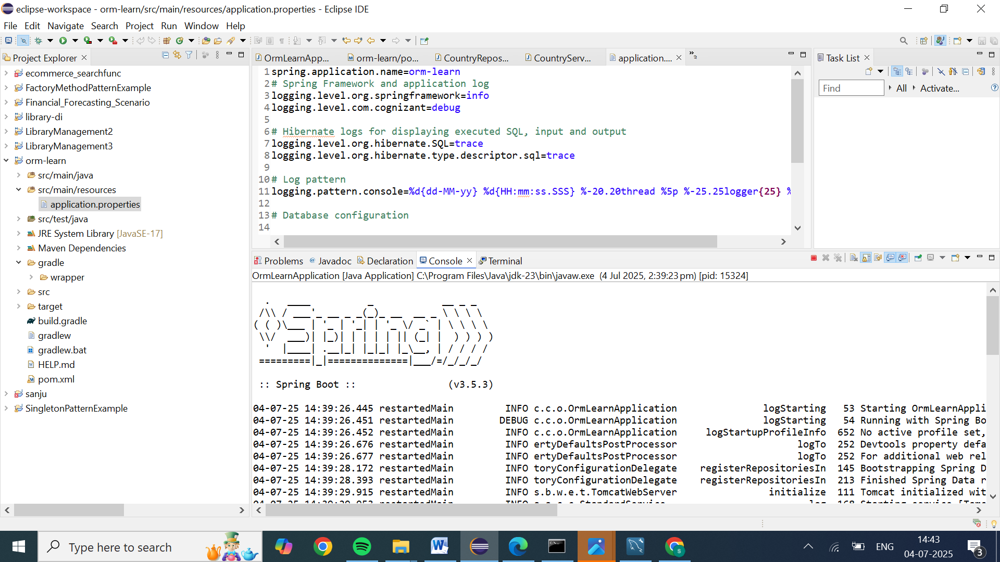 eclipse-workspace - orm-learn/src/main/resources/application.properties - Eclipse IDE
File Edit Navigate Search Project Run Window Help
Project Explorer
ecommerce_searchfunc
FactoryMethodPatternExample
Financial_Forecasting_Scenario
library-di
LibraryManagement2
LibraryManagement3
orm-learn
src/main/java
src/main/resources
application.properties
src/test/java
JRE System Library [JavaSE-17]
Maven Dependencies
gradle
wrapper
src
target
build.gradle
gradlew
gradlew.bat
HELP.md
pom.xml
sanju
SingletonPatternExample
OrmLearnApp... orm-learn/po... CountryRepos... CountryServ... application.... »2
1 spring.application.name=orm-learn
2 # Spring Framework and application log
3 logging.level.org.springframework=info
4 logging.level.com.cognizant=debug
5
6 # Hibernate logs for displaying executed SQL, input and output
7 logging.level.org.hibernate.SQL=trace
8 logging.level.org.hibernate.type.descriptor.sql=trace
9
10 # Log pattern
11 logging.pattern.console=%d{dd-MM-yy} %d{HH:mm:ss.SSS} %-20.20thread %5p %-25.25logger{25} %
12
13 # Database configuration
14
Task List
Find All Activate...
Problems Javadoc Declaration Console Terminal
OrmLearnApplication [Java Application] C:\Program Files\Java\jdk-23\bin\javaw.exe (4 Jul 2025, 2:39:23 pm) [pid: 15324]
Spring
:: Spring Boot :: (v3.5.3)
04-07-25 14:39:26.445 restartedMain INFO c.c.o.OrmLearnApplication logStarting 53 Starting OrmLearnAppli
04-07-25 14:39:26.451 restartedMain DEBUG c.c.o.OrmLearnApplication logStarting 54 Running with Spring Bo
04-07-25 14:39:26.452 restartedMain INFO c.c.o.OrmLearnApplication logStartupProfileInfo 652 No active profile set,
04-07-25 14:39:26.676 restartedMain INFO ertyDefaultsPostProcessor logTo 252 Devtools property defa
04-07-25 14:39:26.677 restartedMain INFO ertyDefaultsPostProcessor logTo 252 For additional web rel
04-07-25 14:39:28.172 restartedMain INFO toryConfigurationDelegate registerRepositoriesIn 145 Bootstrapping Spring D
04-07-25 14:39:28.393 restartedMain INFO toryConfigurationDelegate registerRepositoriesIn 213 Finished Spring Data r
04-07-25 14:39:29.915 restartedMain INFO s.b.w.e.t.TomcatWebServer initialize 111 Tomcat initialized wit
Type here to search
ENG
14:43
04-07-2025
3